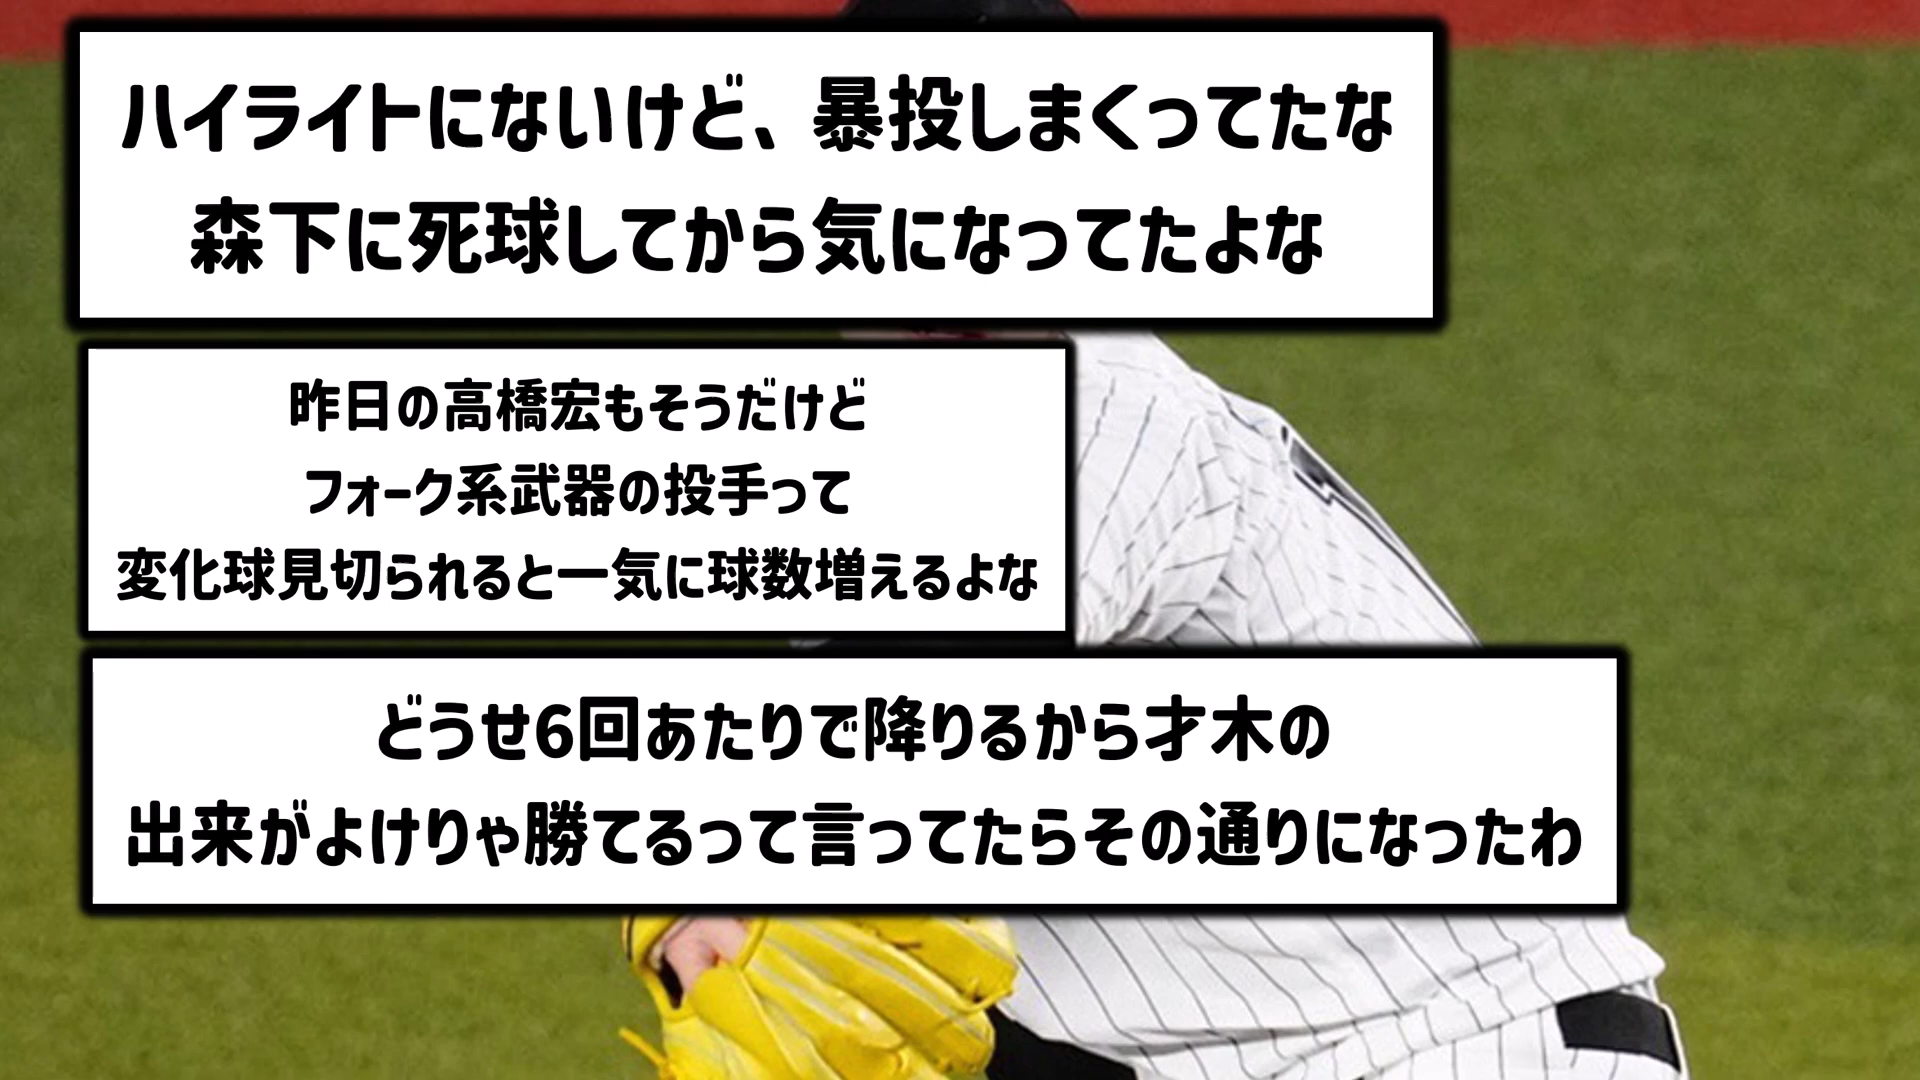 ハイライトにないけど、暴投しまくってたな
森下に死球してから気になってたよな
昨日の高橋宏もそうだけど
フォーク系武器の投手って
変化球見切られると一気に球数増えるよな
どうせ6回あたりで降りるから才木の
出来がよけりゃ勝てるって言ってたらその通りになったわ